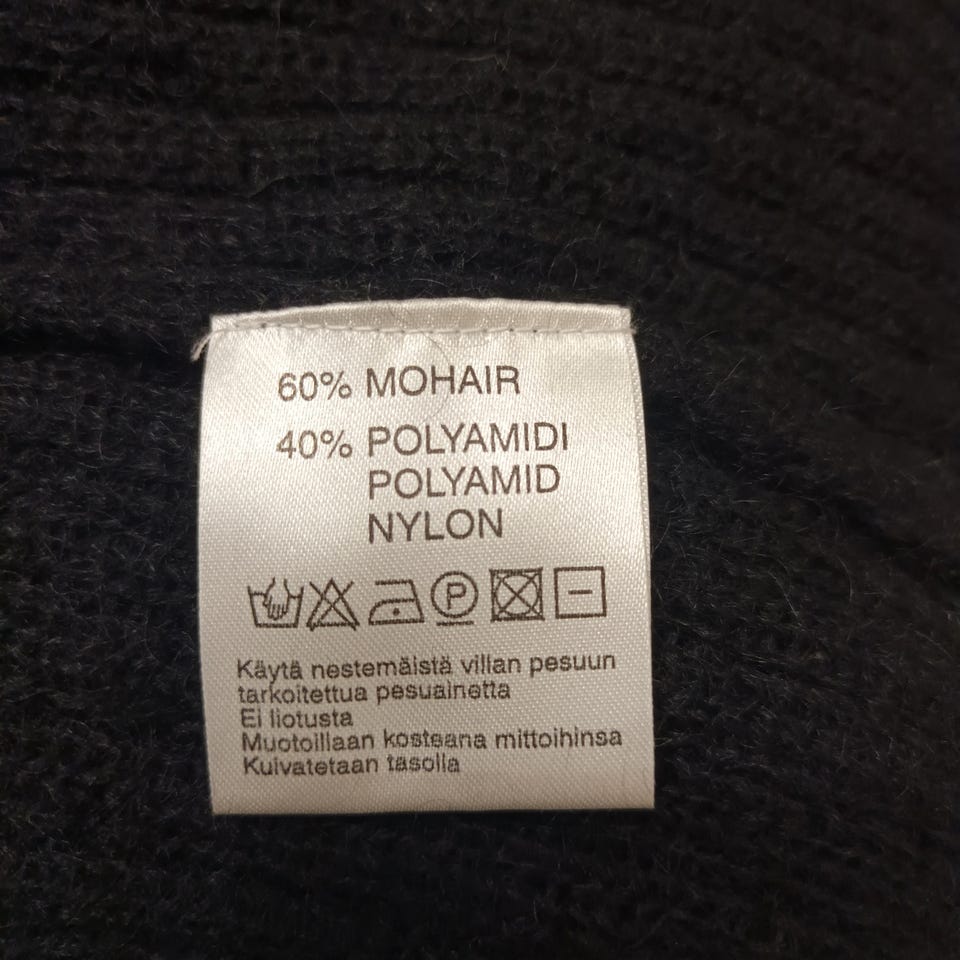 60% MOHAIR
40% POLYAMIDI
POLYAMID
NYLON
P
Käytä nestemäistä villan pesuun
tarkoitettua pesuainetta
Ei liotusta
Muotoillaan kosteana mittoihinsa
Kuivatetaan tasolla